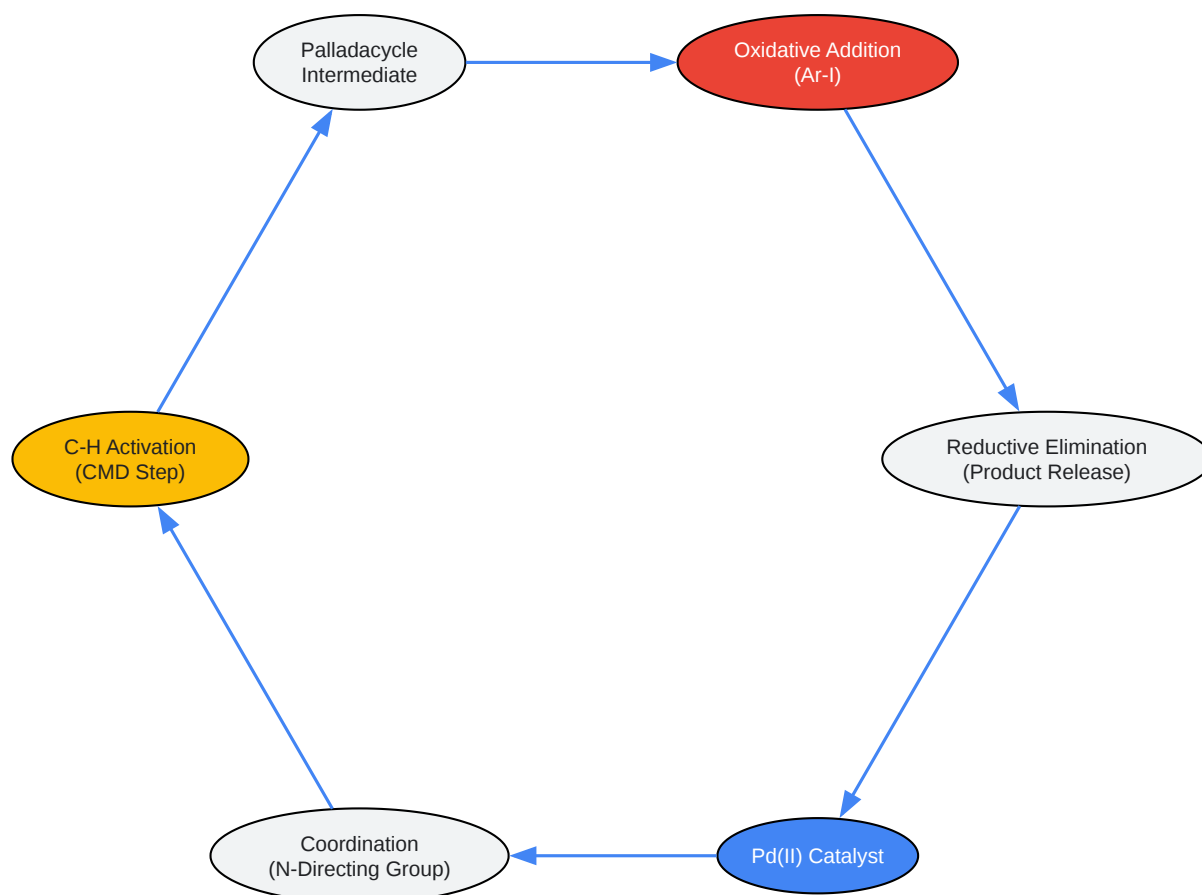 Palladacycle
Intermediate
Oxidative Addition
(Ar-I)
C-H Activation
(CMD Step)
Reductive Elimination
(Product Release)
Coordination
(N-Directing Group)
Pd(II) Catalyst